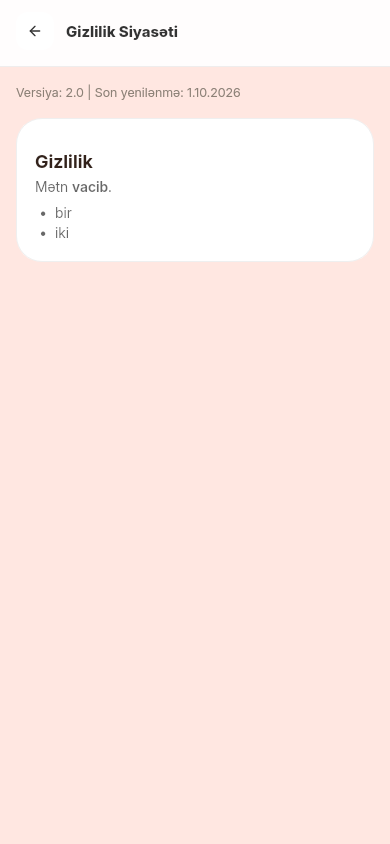 Gizlilik Siyasəti
Versiya: 2.0 | Son yenilənmə: 1.10.2026
Gizlilik
Mətn vacib.
• bir
• iki